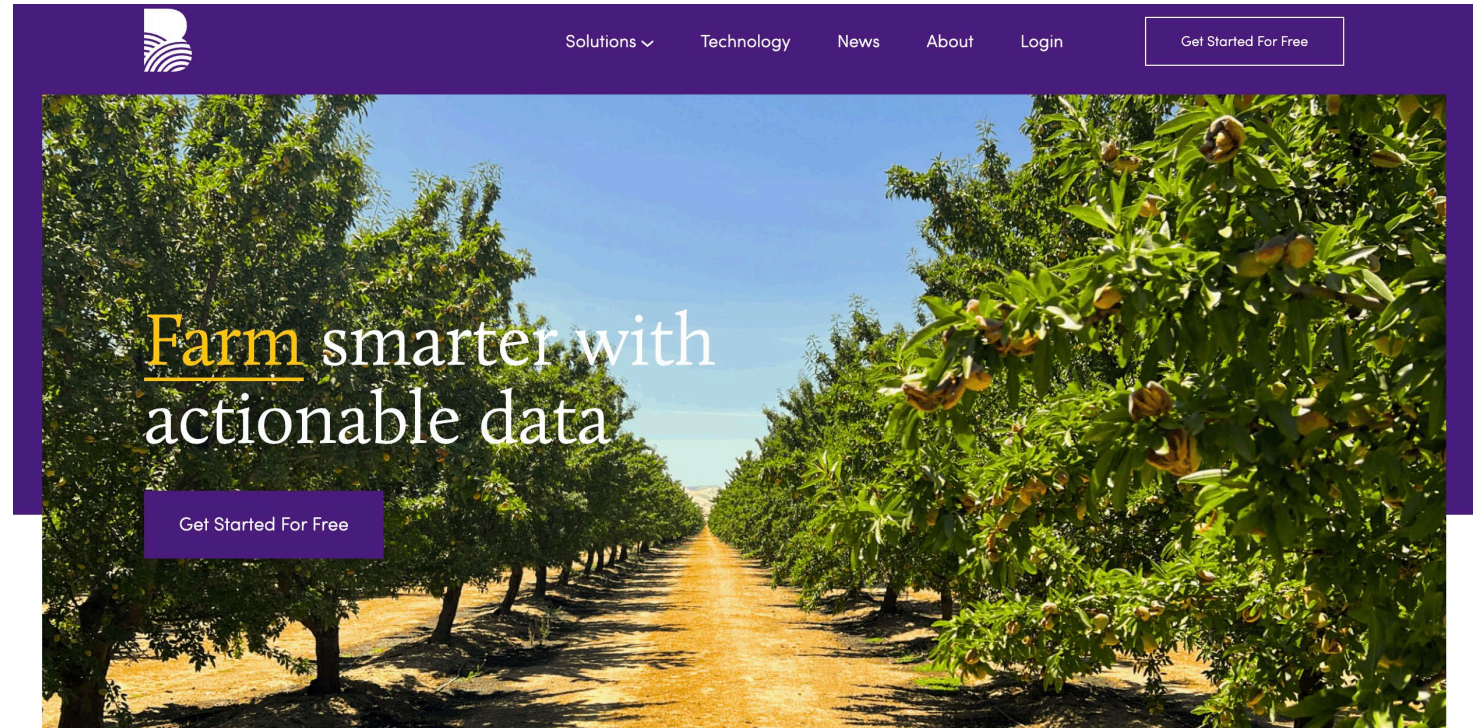 Solutions
Technology
News
About
Login
Get Started For Free
Farm smarter with
actionable data
Get Started For Free